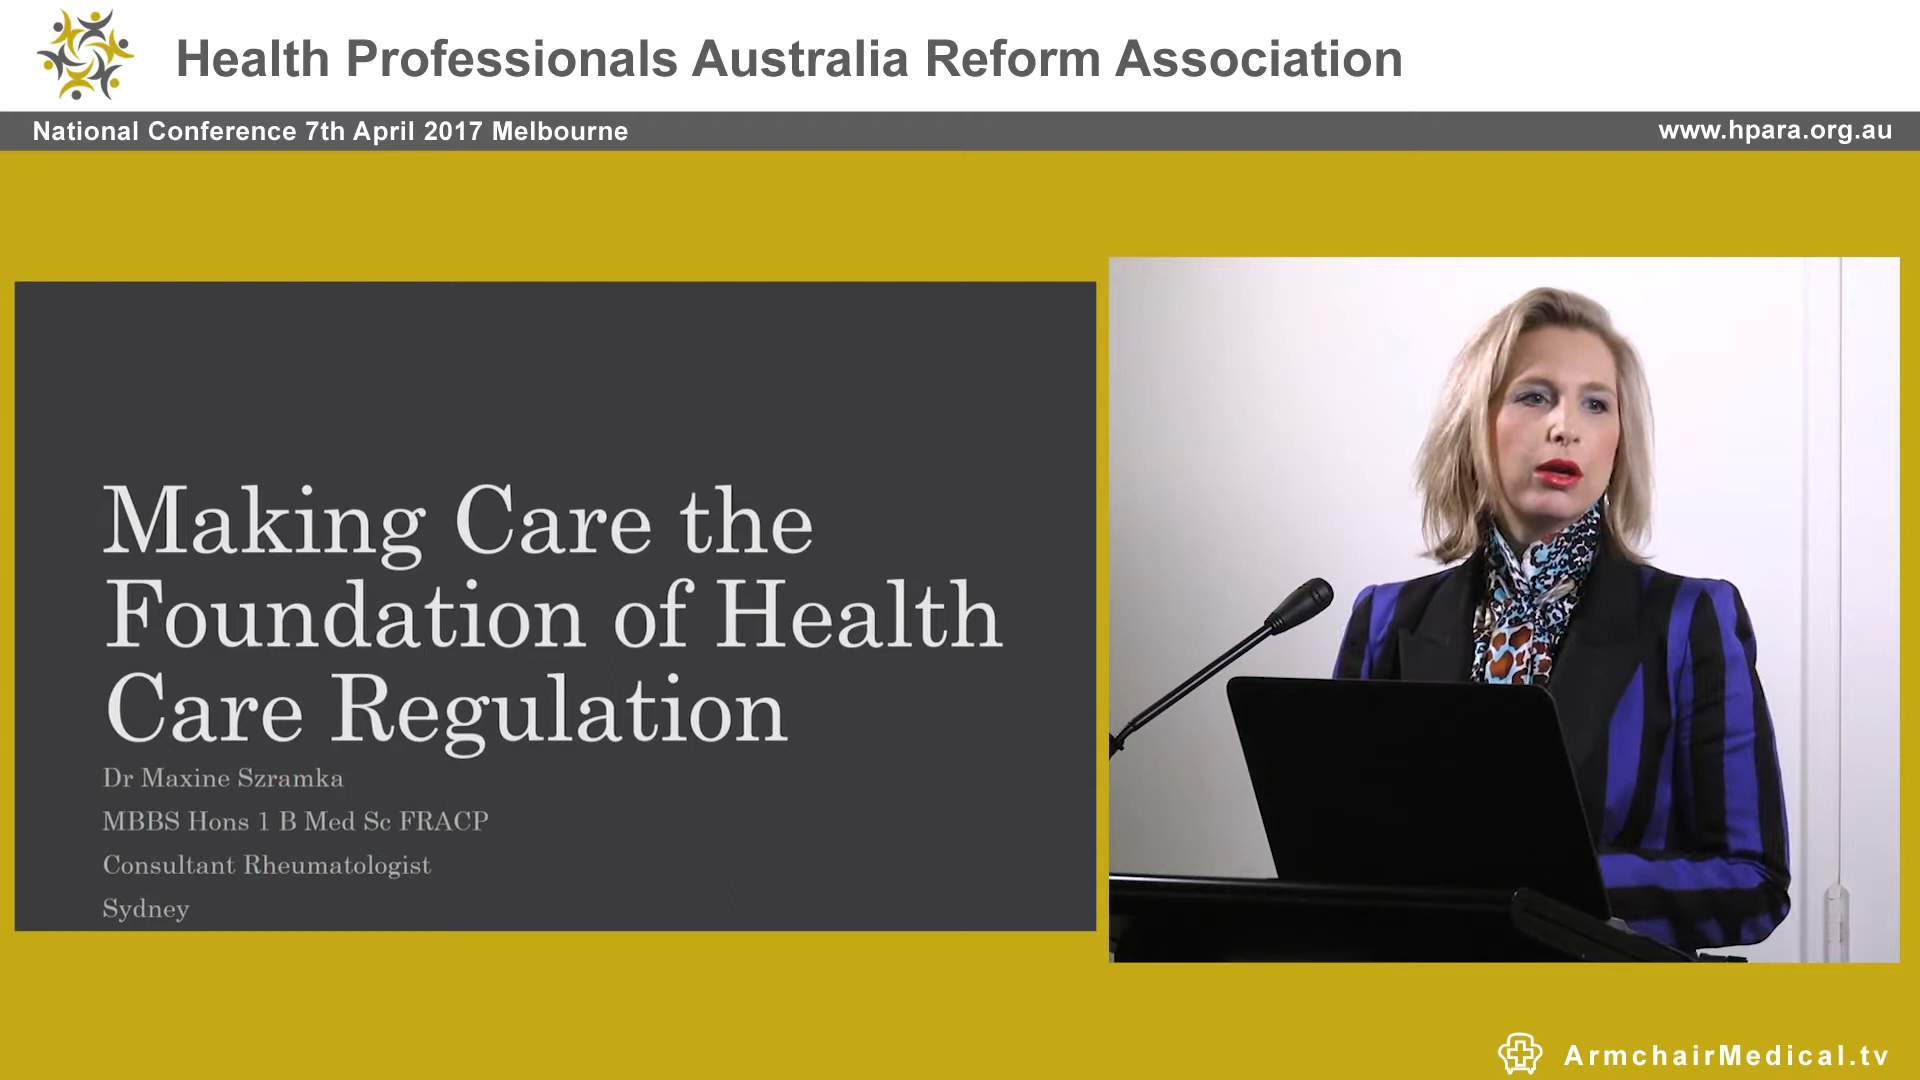 Health Professionals Australia Reform Association
National Conference 7th April 2017 Melbourne
www.hpara.org.au
Making Care the
Foundation of Health
Care Regulation
Dr Maxine Szramka
MBBS Hons 1 B Med Sc FRACP
Consultant Rheumatologist
Sydney
ArmchairMedical.tv